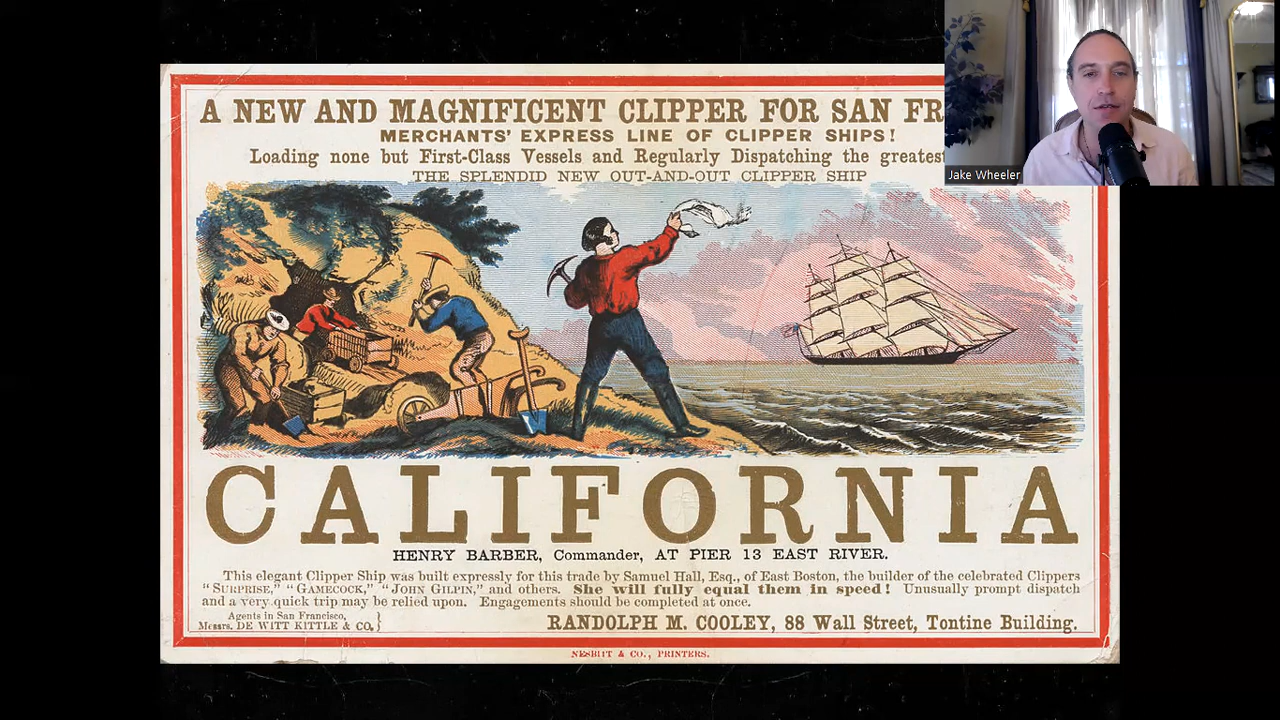 A NEW AND MAGNIFICENT CLIPPER FOR SAN FR
MERCHANTS' EXPRESS LINE OF CLIPPER SHIPS!
Loading none but First-Class Vessels and Regularly Dispatching the greatest
THE SPLENDID NEW OUT-AND-OUT CLIPPER SHIP
Jake Wheeler
CALIFORNIA
HENRY BARBER, Commander, AT PIER 13 EAST RIVER.
This elegant Clipper Ship was built expressly for this trade by Samuel Hall, Esq., of East Boston, the builder of the celebrated Clippers
"SURPRISE," "GAMECOCK," "JOHN GILPIN," and others. She will fully equal them in speed! Unusually prompt dispatch
and a very quick trip may be relied upon. Engagements should be completed at once.
Agents in San Francisco,
Messrs. DE WITT KITTLE & CO.}
RANDOLPH M. COOLEY, 88 Wall Street, Tontine Building.
NESBITT & CO., PRINTERS.